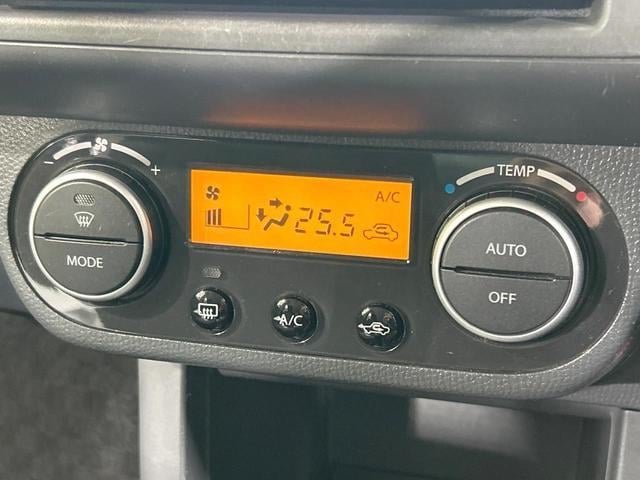 - +
MODE
A/C
25.5
A/C
TEMP
AUTO
OFF